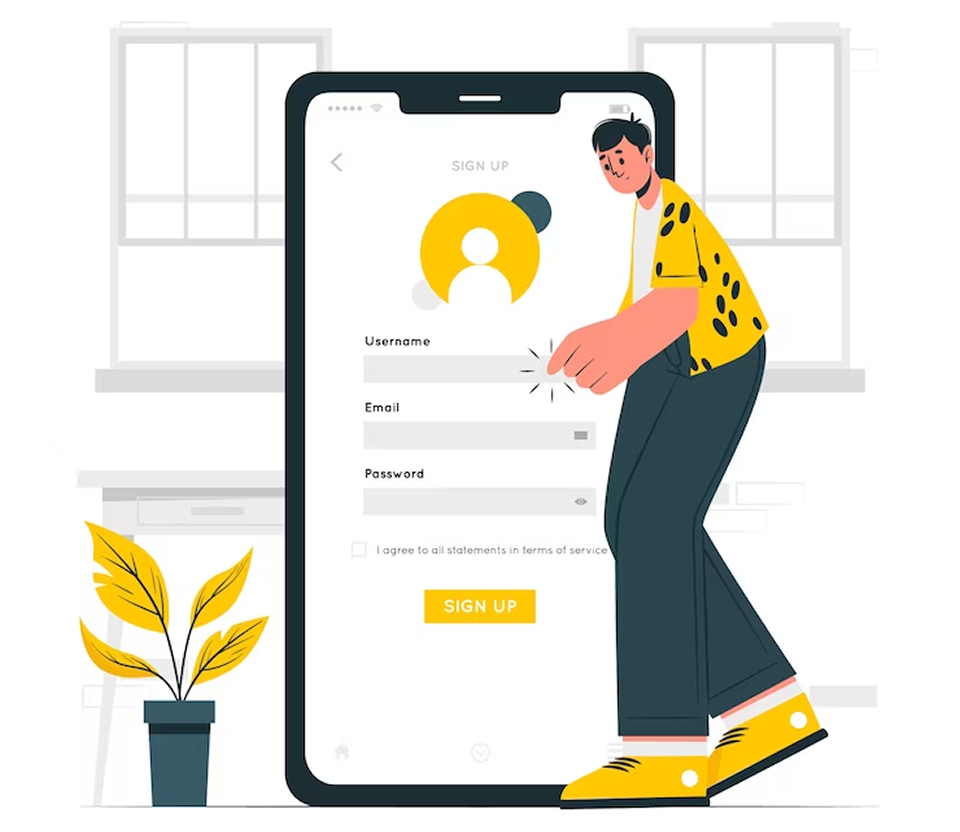 SIGN UP
Username
Email
Password
I agree to all statements in terms of service
SIGN UP